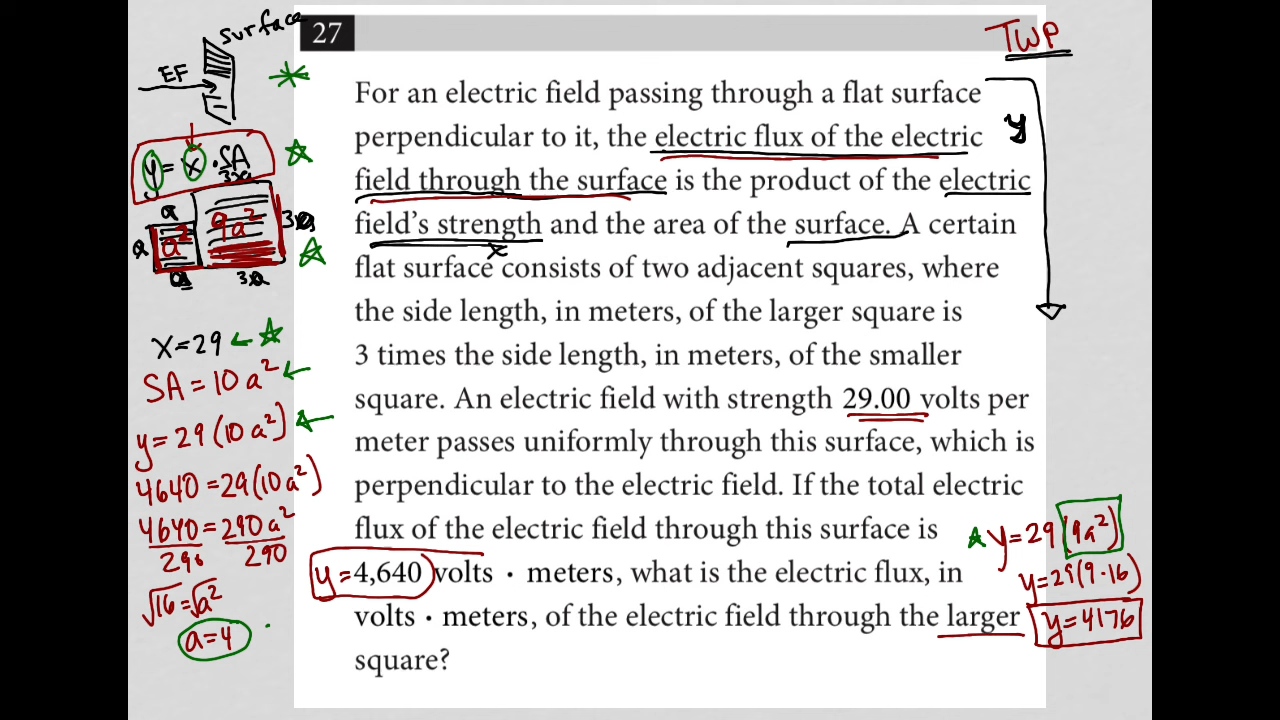 surface
27
TWP
EF
For an electric field passing through a flat surface
perpendicular to it, the electric flux of the electric
field through the surface is the product of the electric
field's strength and the area of the surface. A certain
flat surface consists of two adjacent squares, where
the side length, in meters, of the larger square is
3 times the side length, in meters, of the smaller
square. An electric field with strength 29.00 volts per
meter passes uniformly through this surface, which is
perpendicular to the electric field. If the total electric
flux of the electric field through this surface is
y=4,640 volts · meters, what is the electric flux, in
volts · meters, of the electric field through the larger
square?
y
x
y = x · SA
3a
a
9a²
3a
a
a²
a
3a
X=29
SA = 10a²
y = 29(10a²)
4640 = 29(10a²)
4640 = 290a²
290 290
√16 = √a²
a=4
y=29(9a²)
y=29(9·16)
y=4176